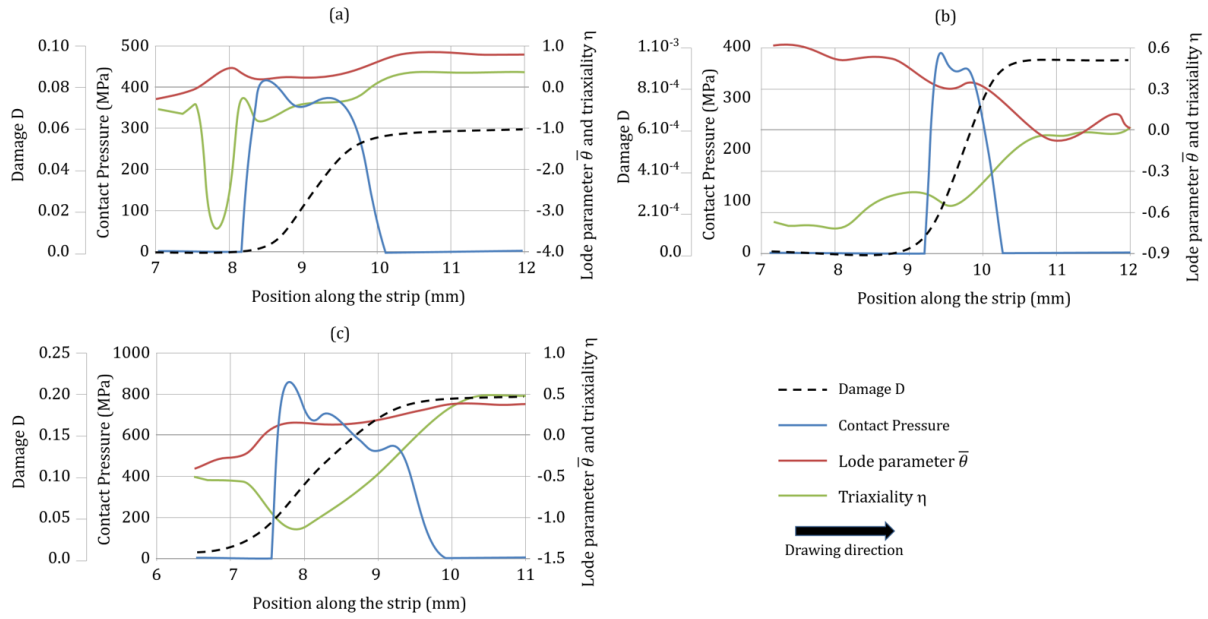 (a)
0.10
0.08
0.06
0.04
0.02
0.0
Damage D
500
400
300
200
100
0
Contact Pressure (MPa)
1.0
0.0
-1.0
-2.0
-3.0
-4.0
Lode parameter θ̅ and triaxiality η
7 8 9 10 11 12
Position along the strip (mm)
(b)
1.0E⁻³
8.0E⁻⁴
6.0E⁻⁴
4.0E⁻⁴
2.0E⁻⁴
0.0
Damage D
400
300
200
100
0
Contact Pressure (MPa)
0.6
0.3
0.0
-0.3
-0.6
-0.9
Lode parameter θ̅ and triaxiality η
7 8 9 10 11 12
Position along the strip (mm)
(c)
0.25
0.20
0.15
0.10
0.05
0.0
Damage D
1000
800
600
400
200
0
Contact Pressure (MPa)
1.0
0.5
0.0
-0.5
-1.0
-1.5
Lode parameter θ̅ and triaxiality η
6 7 8 9 10 11
Position along the strip (mm)
Damage D
Contact Pressure
Lode parameter θ̅
Triaxiality η
Drawing direction